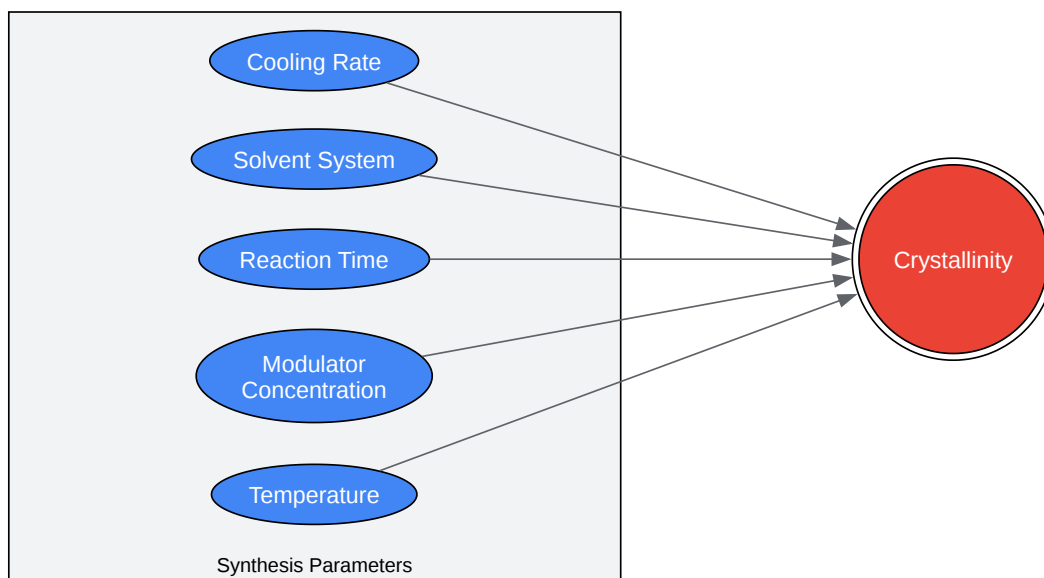 Cooling Rate
Solvent System
Reaction Time
Crystallinity
Modulator
Concentration
Temperature
Synthesis Parameters